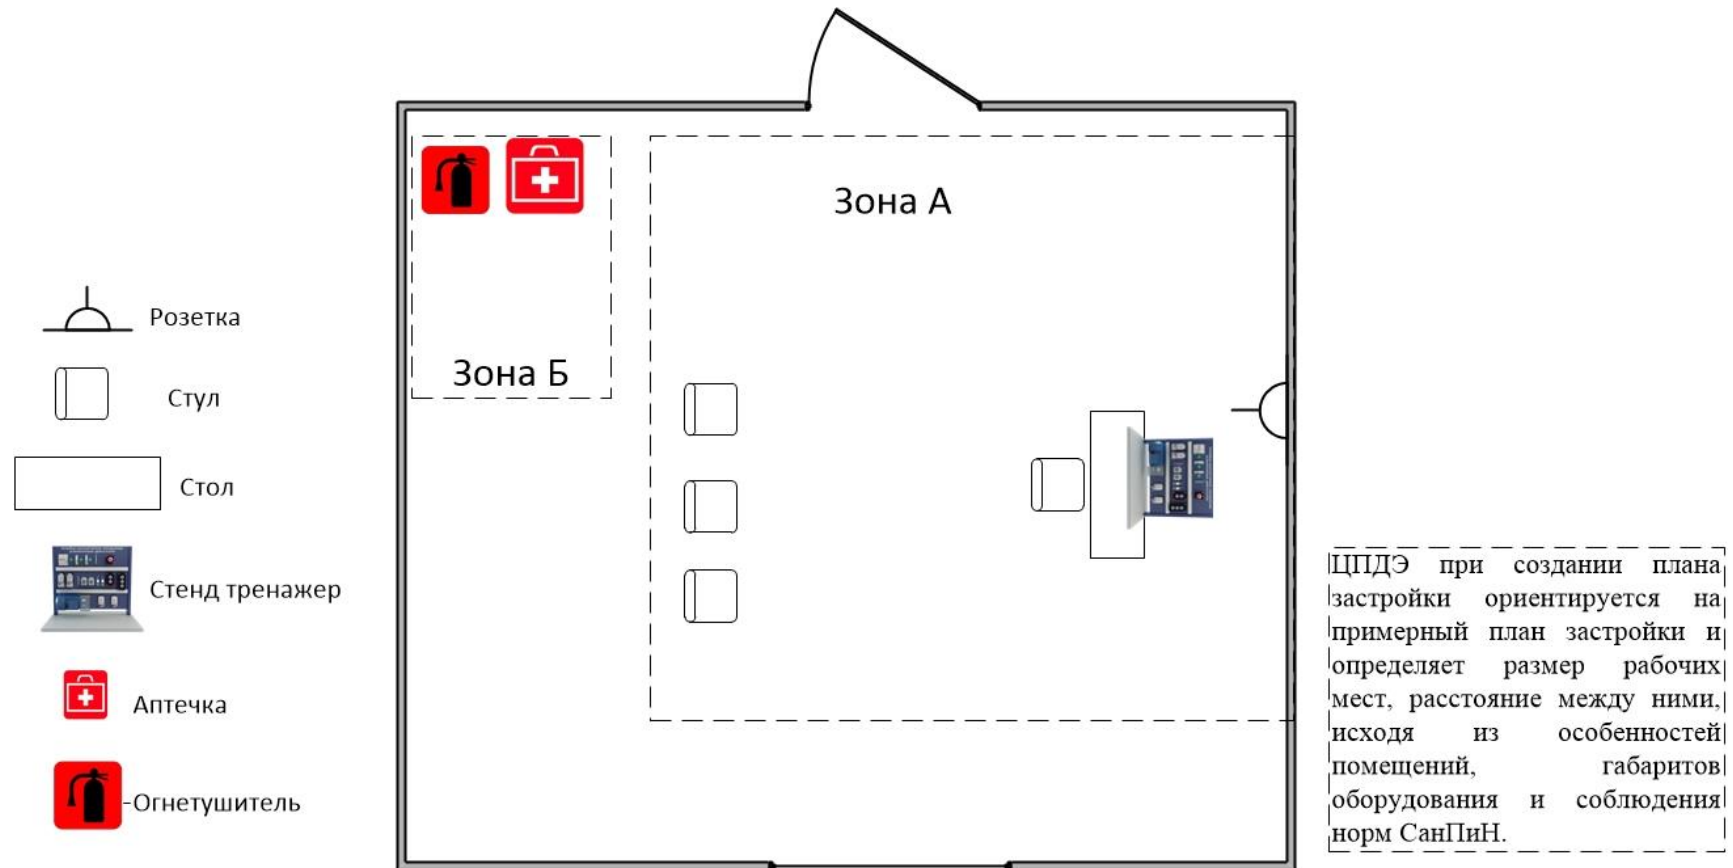 Зона А
Зона Б
Розетка
Стул
Стол
Стенд тренажер
Аптечка
-Огнетушитель
ЦПДЭ при создании плана
застройки ориентируется на
примерный план застройки и
определяет размер рабочих
мест, расстояние между ними,
исходя из особенностей
помещений, габаритов
оборудования и соблюдения
норм СанПиН.